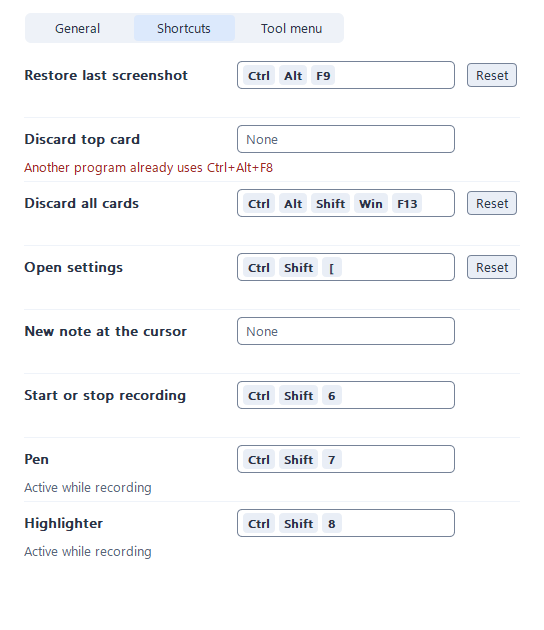 General Shortcuts Tool menu
Restore last screenshot Ctrl Alt F9 Reset
Discard top card None
Another program already uses Ctrl+Alt+F8
Discard all cards Ctrl Alt Shift Win F13 Reset
Open settings Ctrl Shift [ Reset
New note at the cursor None
Start or stop recording Ctrl Shift 6
Pen Ctrl Shift 7
Active while recording
Highlighter Ctrl Shift 8
Active while recording